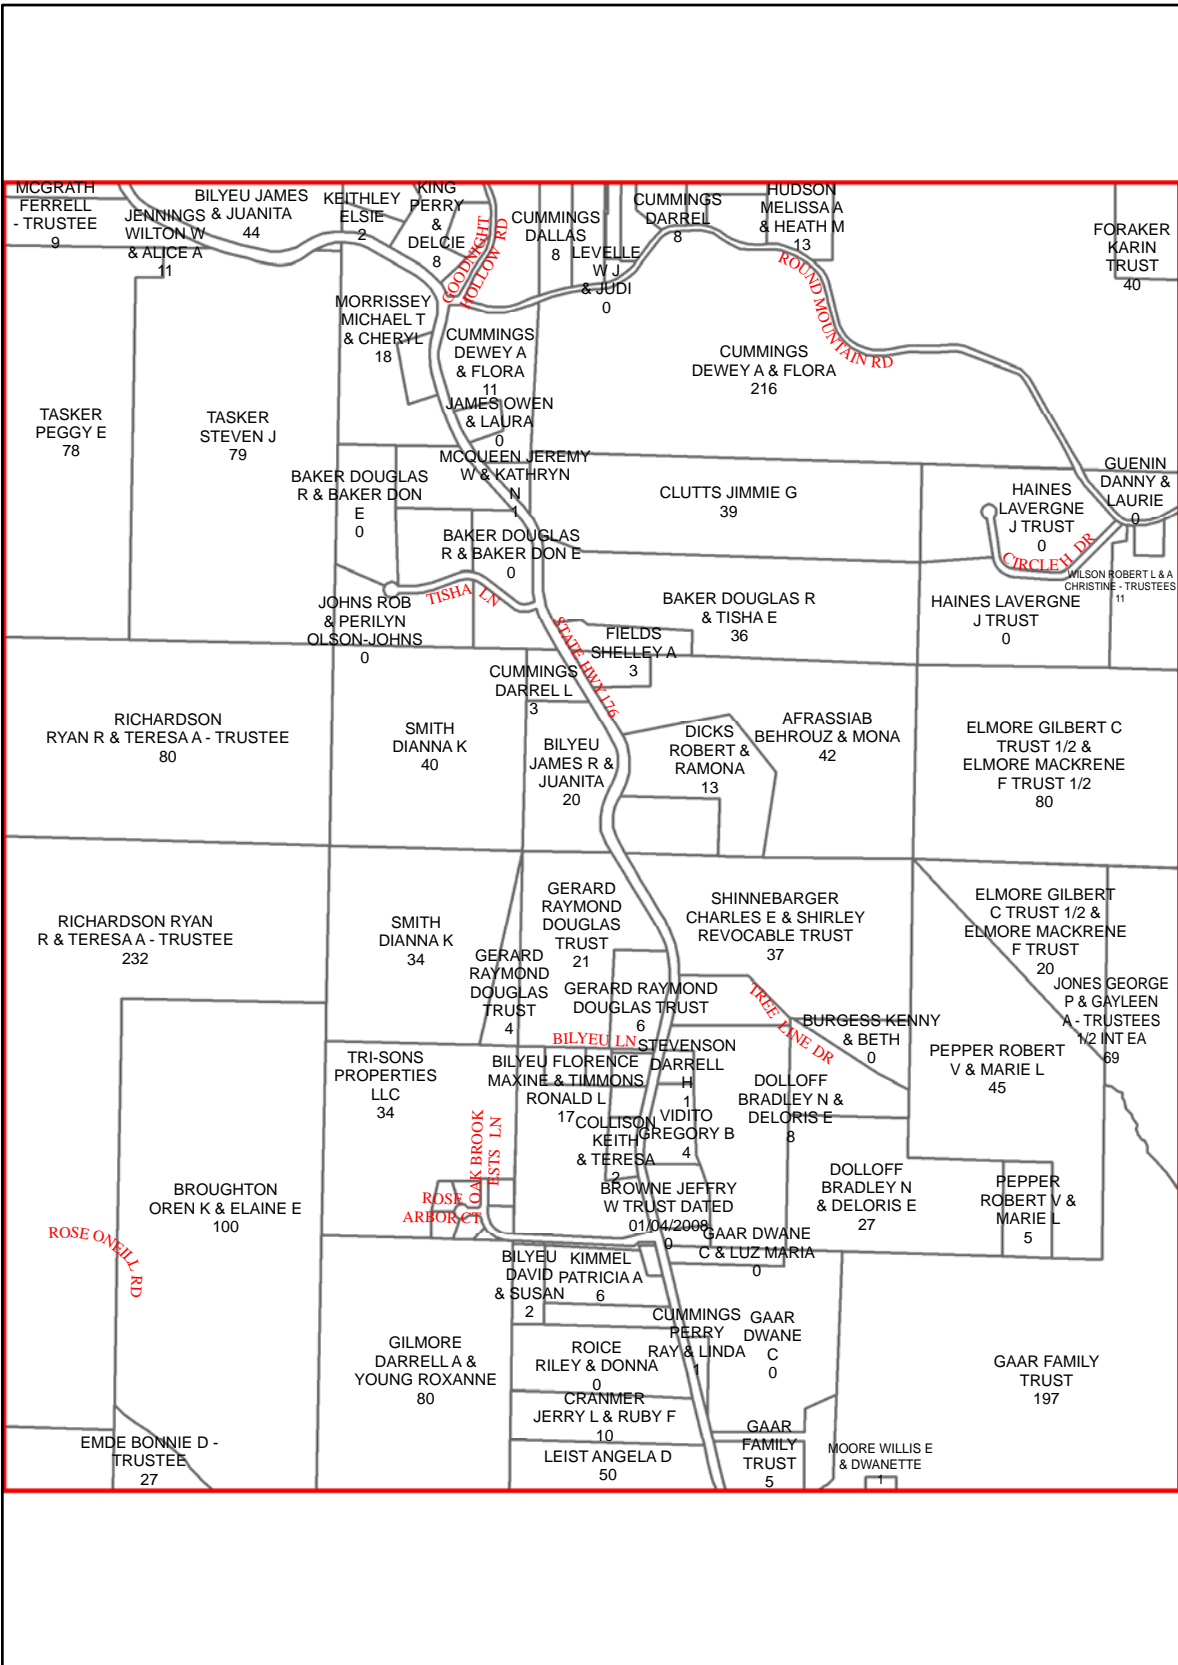 MCGRATH
FERRELL
- TRUSTEE
9
JENNINGS
WILTON W
& ALICE A
11
BILYEU JAMES
& JUANITA
44
KEITHLEY
ELSIE
2
KING
PERRY
&
DELCIE
8
GOODNIGHT
HOLLOW RD
CUMMINGS
DALLAS
8
LEVELLE
W J
& JUDI
0
CUMMINGS
DARREL
8
HUDSON
MELISSA A
& HEATH M
13
ROUND MOUNTAIN RD
FORAKER
KARIN
TRUST
40
MORRISSEY
MICHAEL T
& CHERYL
18
CUMMINGS
DEWEY A
& FLORA
11
CUMMINGS
DEWEY A & FLORA
216
JAMES OWEN
& LAURA
0
TASKER
PEGGY E
78
TASKER
STEVEN J
79
BAKER DOUGLAS
R & BAKER DON
E
0
MCQUEEN JEREMY
W & KATHRYN
N
1
CLUTTS JIMMIE G
39
HAINES
LAVERGNE
J TRUST
0
GUENIN
DANNY &
LAURIE
0
CIRCLE H DR
WILSON ROBERT L & A
CHRISTINE - TRUSTEES
11
BAKER DOUGLAS
R & BAKER DON E
0
TISHA LN
JOHNS ROB
& PERILYN
OLSON-JOHNS
0
BAKER DOUGLAS R
& TISHA E
36
HAINES LAVERGNE
J TRUST
0
STATE HWY 176
FIELDS
SHELLEY A
3
CUMMINGS
DARREL L
3
RICHARDSON
RYAN R & TERESA A - TRUSTEE
80
SMITH
DIANNA K
40
BILYEU
JAMES R &
JUANITA
20
DICKS
ROBERT &
RAMONA
13
AFRASSIAB
BEHROUZ & MONA
42
ELMORE GILBERT C
TRUST 1/2 &
ELMORE MACKRENE
F TRUST 1/2
80
RICHARDSON RYAN
R & TERESA A - TRUSTEE
232
SMITH
DIANNA K
34
GERARD
RAYMOND
DOUGLAS
TRUST
4
GERARD
RAYMOND
DOUGLAS
TRUST
21
SHINNEBARGER
CHARLES E & SHIRLEY
REVOCABLE TRUST
37
ELMORE GILBERT
C TRUST 1/2 &
ELMORE MACKRENE
F TRUST
20
JONES GEORGE
P & GAYLEEN
A - TRUSTEES
1/2 INT EA
69
GERARD RAYMOND
DOUGLAS TRUST
6
TREE LINE DR
BURGESS KENNY
& BETH
0
PEPPER ROBERT
V & MARIE L
45
BILYEU LN
TRI-SONS
PROPERTIES
LLC
34
BILYEU FLORENCE
MAXINE & TIMMONS
RONALD L
17
STEVENSON
DARRELL
H
1
DOLLOFF
BRADLEY N &
DELORIS E
8
COLLISON
KEITH
& TERESA
2
VIDITO
GREGORY B
4
OAK BROOK
ESTS LN
ROSE
ARBOR CT
BROUGHTON
OREN K & ELAINE E
100
ROSE ONEILL RD
BROWNE JEFFRY
W TRUST DATED
01/04/2008
0
DOLLOFF
BRADLEY N
& DELORIS E
27
PEPPER
ROBERT V &
MARIE L
5
GAAR DWANE
C & LUZ MARIA
0
BILYEU
DAVID
& SUSAN
2
KIMMEL
PATRICIA A
6
CUMMINGS
PERRY
RAY & LINDA
1
GAAR
DWANE
C
0
GILMORE
DARRELL A &
YOUNG ROXANNE
80
ROICE
RILEY & DONNA
0
GAAR FAMILY
TRUST
197
CRANMER
JERRY L & RUBY F
10
EMDE BONNIE D -
TRUSTEE
27
LEIST ANGELA D
50
GAAR
FAMILY
TRUST
5
MOORE WILLIS E
& DWANETTE
1